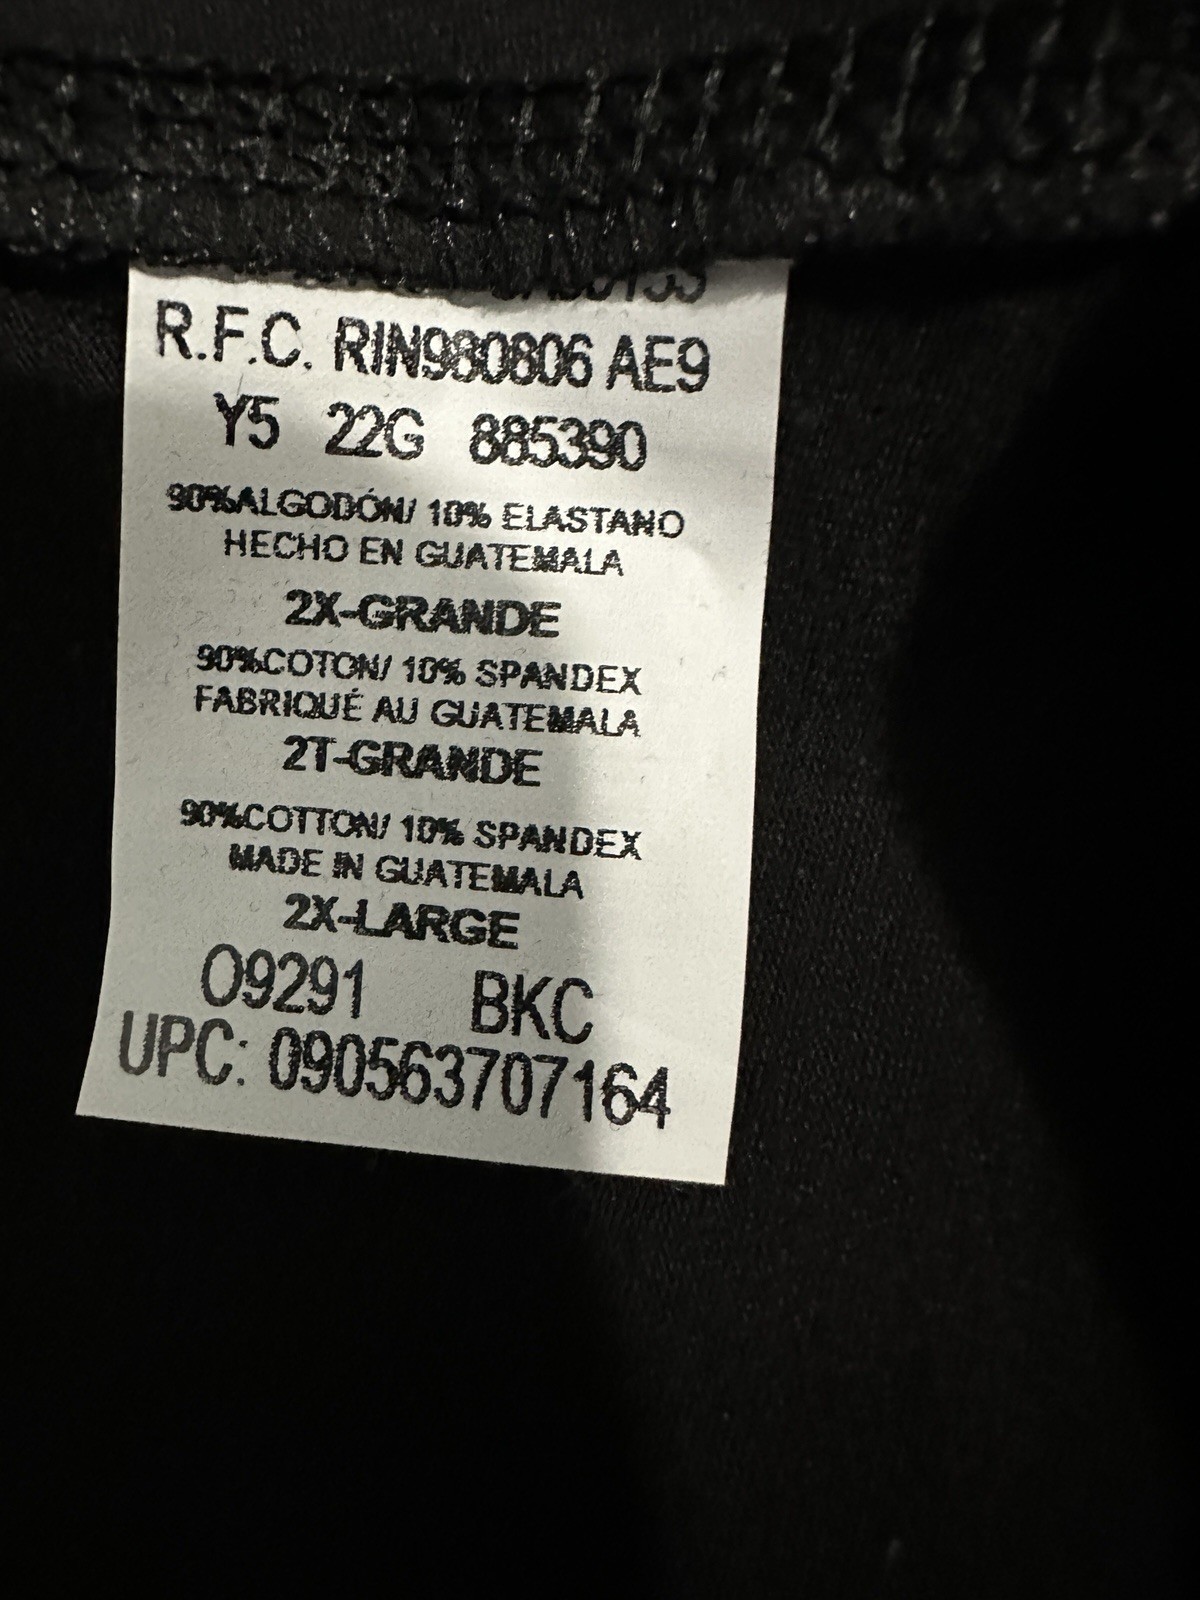 R.F.C. RIN980806 AE9
Y5 22G 885390
90%ALGODÓN/ 10% ELASTANO
HECHO EN GUATEMALA
2X-GRANDE
90%COTON/ 10% SPANDEX
FABRIQUÉ AU GUATEMALA
2T-GRANDE
90%COTTON/ 10% SPANDEX
MADE IN GUATEMALA
2X-LARGE
O9291 BKC
UPC: 090563707164